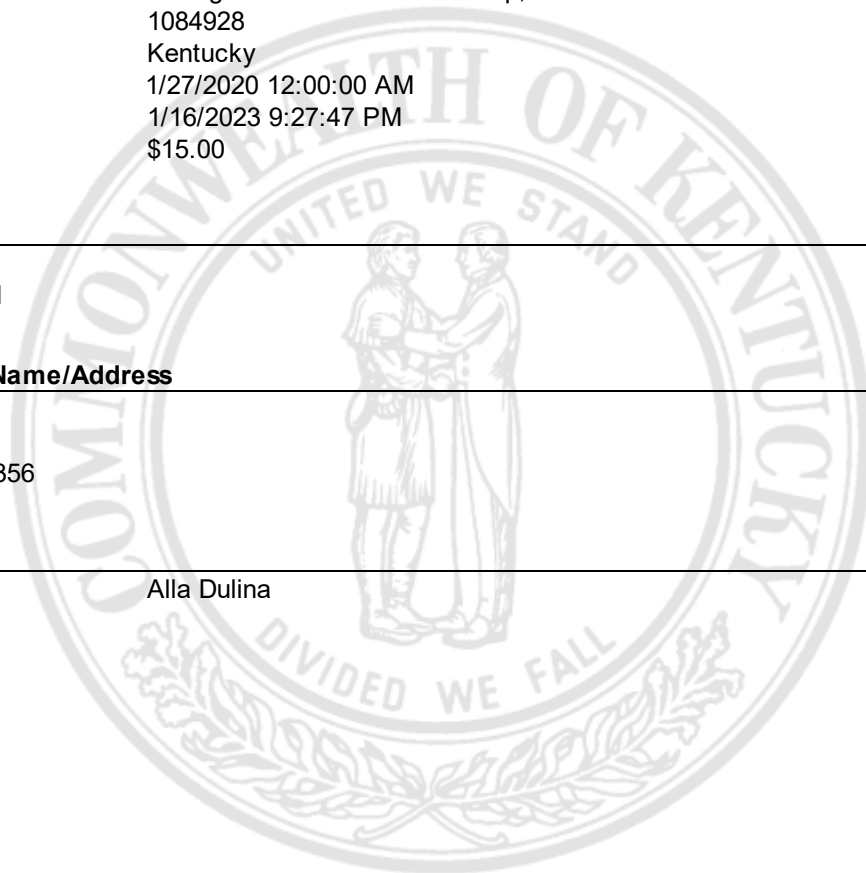 1084928
Kentucky
1/27/2020 12:00:00 AM
1/16/2023 9:27:47 PM
$15.00
COMMONWEALTH OF KENTUCKY
UNITED WE STAND
Name/Address
356
Alla Dulina
DIVIDED WE FALL